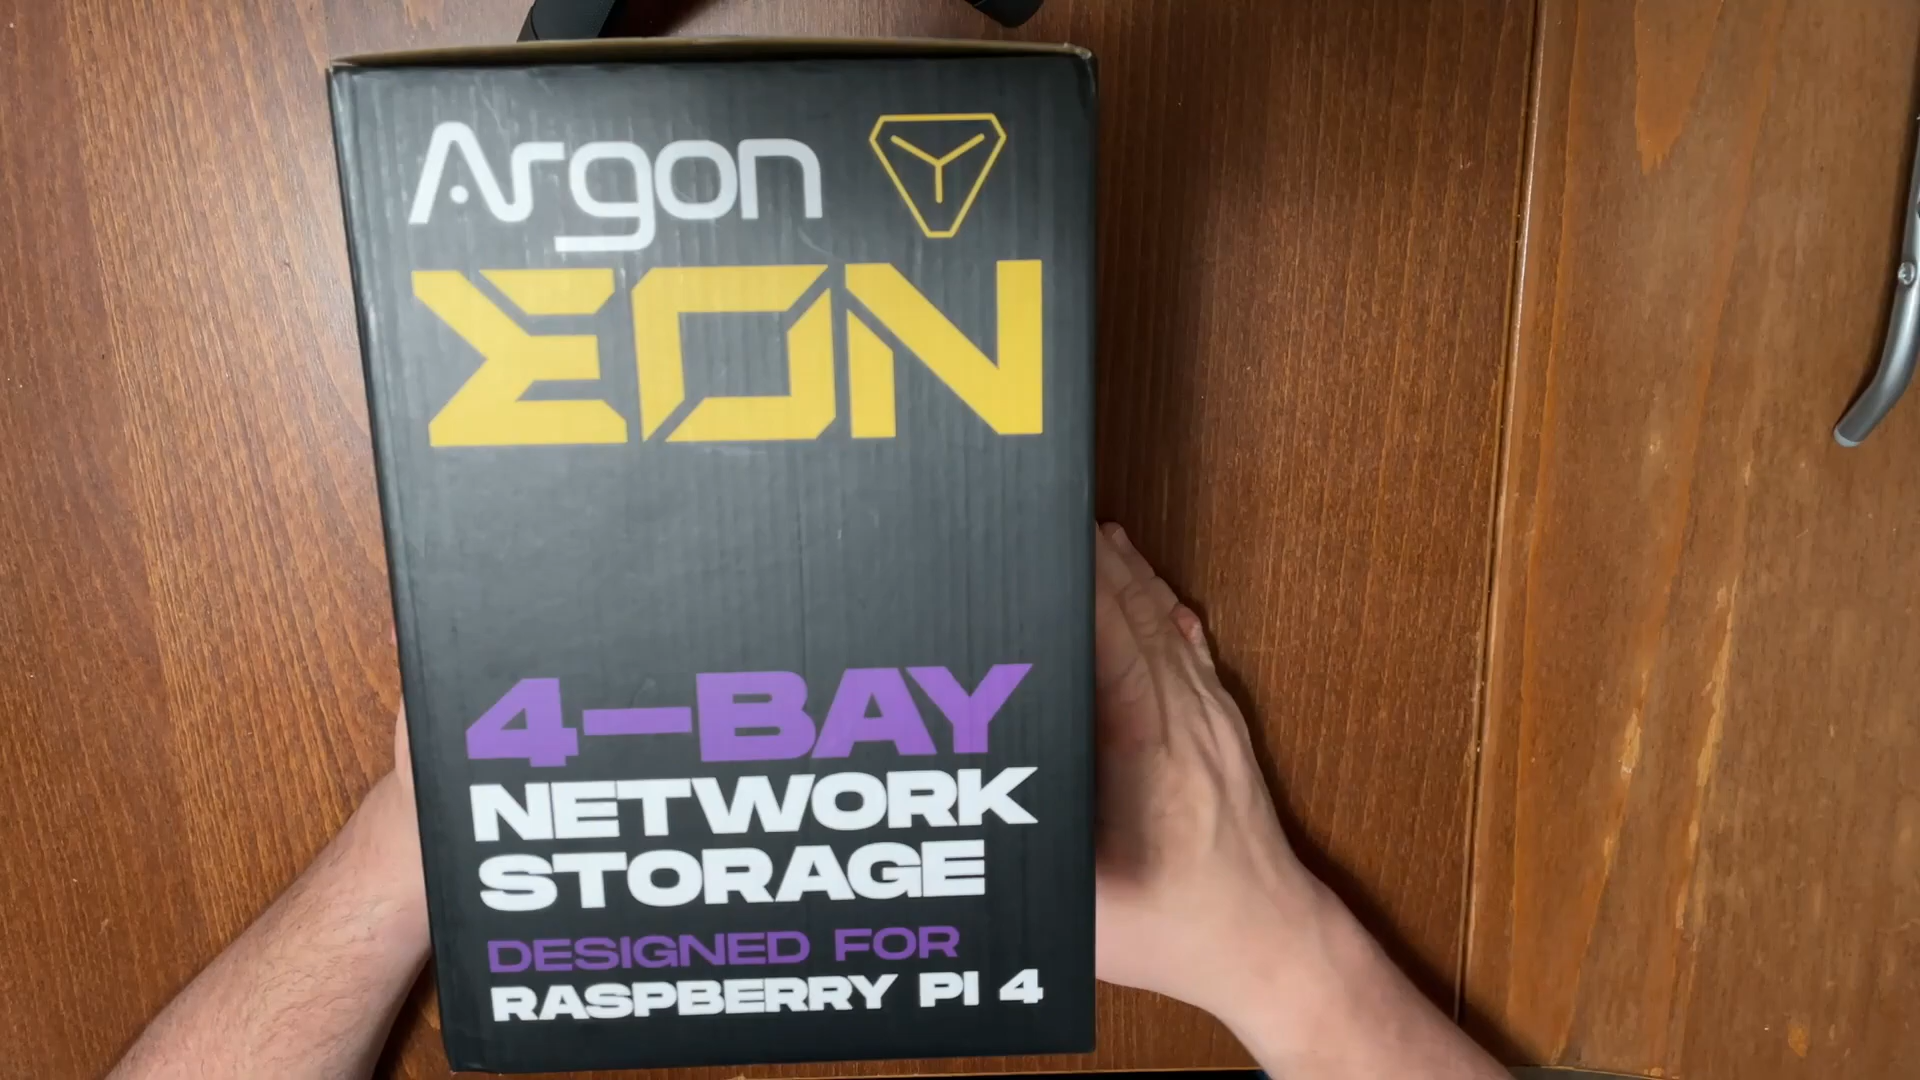 Argon
EON
4-BAY
NETWORK
STORAGE
DESIGNED FOR
RASPBERRY PI 4